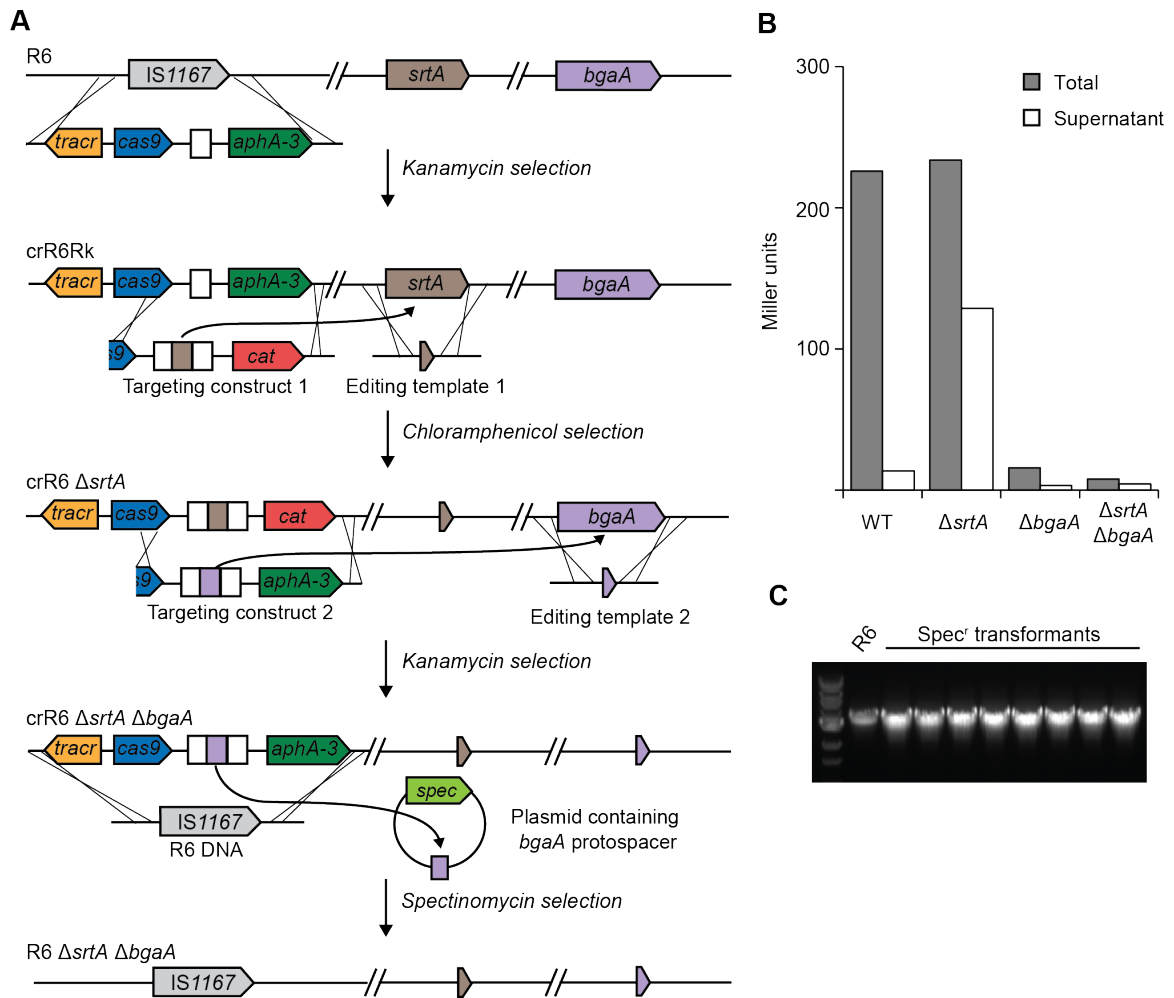 A
R6
IS1167
srtA
bgaA
tracr
cas9
aphA-3
Kanamycin selection
crR6Rk
tracr
cas9
aphA-3
srtA
bgaA
s9
cat
Targeting construct 1
Editing template 1
Chloramphenicol selection
crR6 ΔsrtA
tracr
cas9
cat
bgaA
s9
aphA-3
Targeting construct 2
Editing template 2
Kanamycin selection
crR6 ΔsrtA ΔbgaA
tracr
cas9
aphA-3
IS1167
R6 DNA
spec
Plasmid containing
bgaA protospacer
Spectinomycin selection
R6 ΔsrtA ΔbgaA
IS1167
B
300
200
100
Miller units
Total
Supernatant
WT
ΔsrtA
ΔbgaA
ΔsrtA
ΔbgaA
C
R6
Specʳ transformants